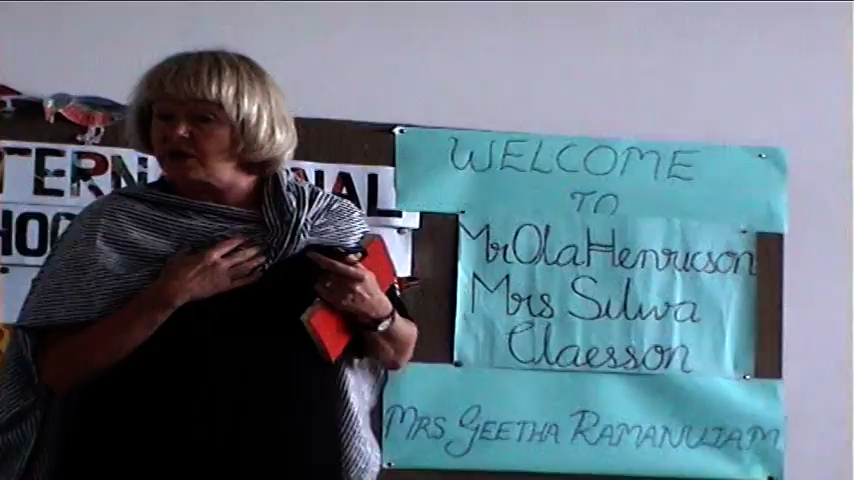 WELCOME
TO
Mr Ola Henricson
Mrs Silwa
Claesson
MRS GEETHA RAMANUJAM